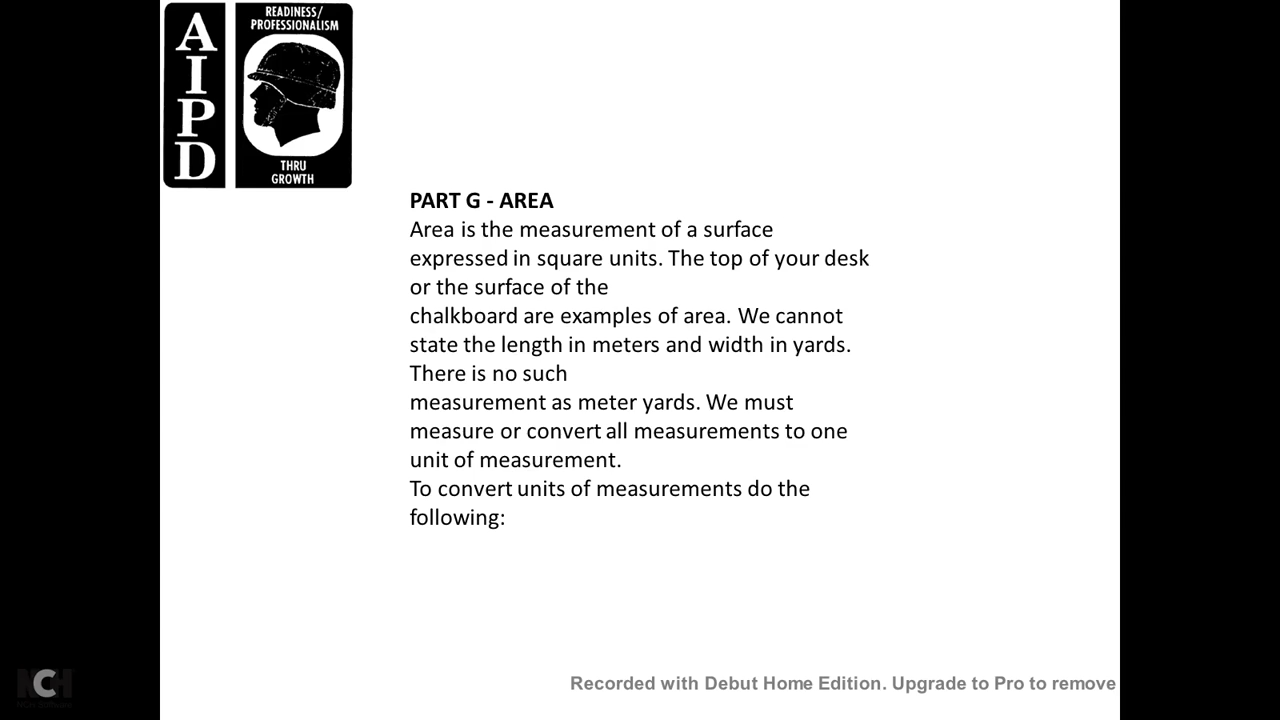 A
I
P
D
READINESS/
PROFESSIONALISM
THRU
GROWTH
PART G - AREA
Area is the measurement of a surface
expressed in square units. The top of your desk
or the surface of the
chalkboard are examples of area. We cannot
state the length in meters and width in yards.
There is no such
measurement as meter yards. We must
measure or convert all measurements to one
unit of measurement.
To convert units of measurements do the
following:
NCH
Recorded with Debut Home Edition. Upgrade to Pro to remove